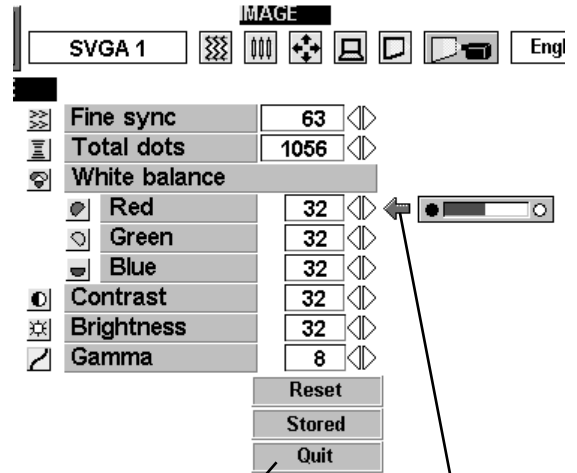 IMAGE
SVGA 1
Engl
Fine sync 63
Total dots 1056
White balance
Red 32
Green 32
Blue 32
Contrast 32
Brightness 32
Gamma 8
Reset
Stored
Quit